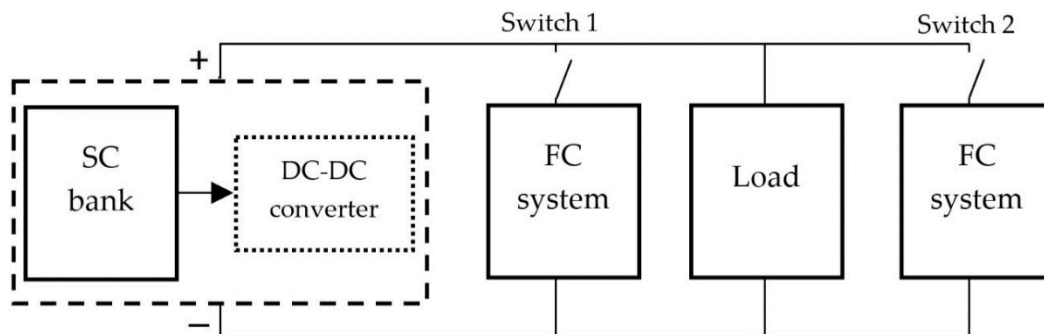 Switch 1
Switch 2
+
SC
bank
DC-DC
converter
FC
system
Load
FC
system
−